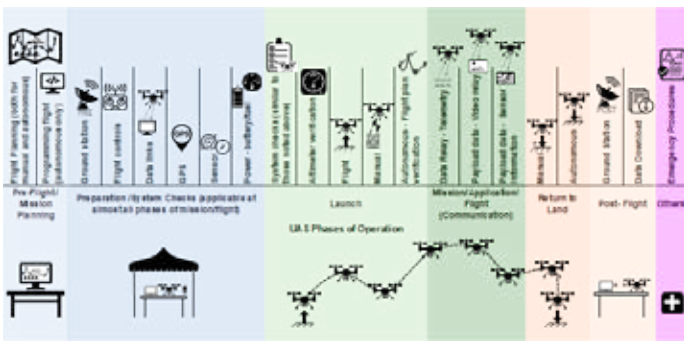 Flight Planning (both for
manual and autonomous)
Programming flight
(autonomous only)
Ground station
Flight controls
Data links
GPS
Sensor
Power - battery/fuel
System checks (similar to
those listed above)
Altimeter verification
Flight
Manual
Autonomous - Flight plan
verification
Data Relay - Telemetry
Payload data - Video relay
Payload data - Sensor
information
Manual
Autonomous
Ground station
Data Download
Emergency Procedures
Pre-Flight/
Mission
Planning
Preparation/System Checks (applicable at
almost all phases of mission/flight)
Launch
Mission/Application/
Flight
(Communication)
Return to
Land
Post- Flight
Others
UAS Phases of Operation
GPS